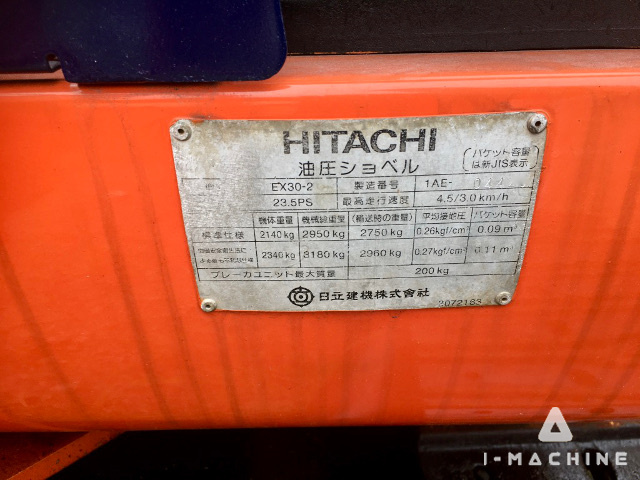 HITACHI
油圧ショベル
(バケット容量
は新JIS表示)
EX30-2 製造番号 1AE-
23.5PS 最高走行速度 4.5/3.0 km/h
機体重量 機械総重量 (輸送時の重量) 平均接地圧 バケット容量
標準仕様 2140 kg 2950 kg 2750 kg 0.26kgf/cm² 0.09 m³
2340 kg 3180 kg 2960 kg 0.27kgf/cm² 0.11 m³
ブレーカユニット最大質量 200 kg
日立建機株式會社
2072183
I-MACHINE